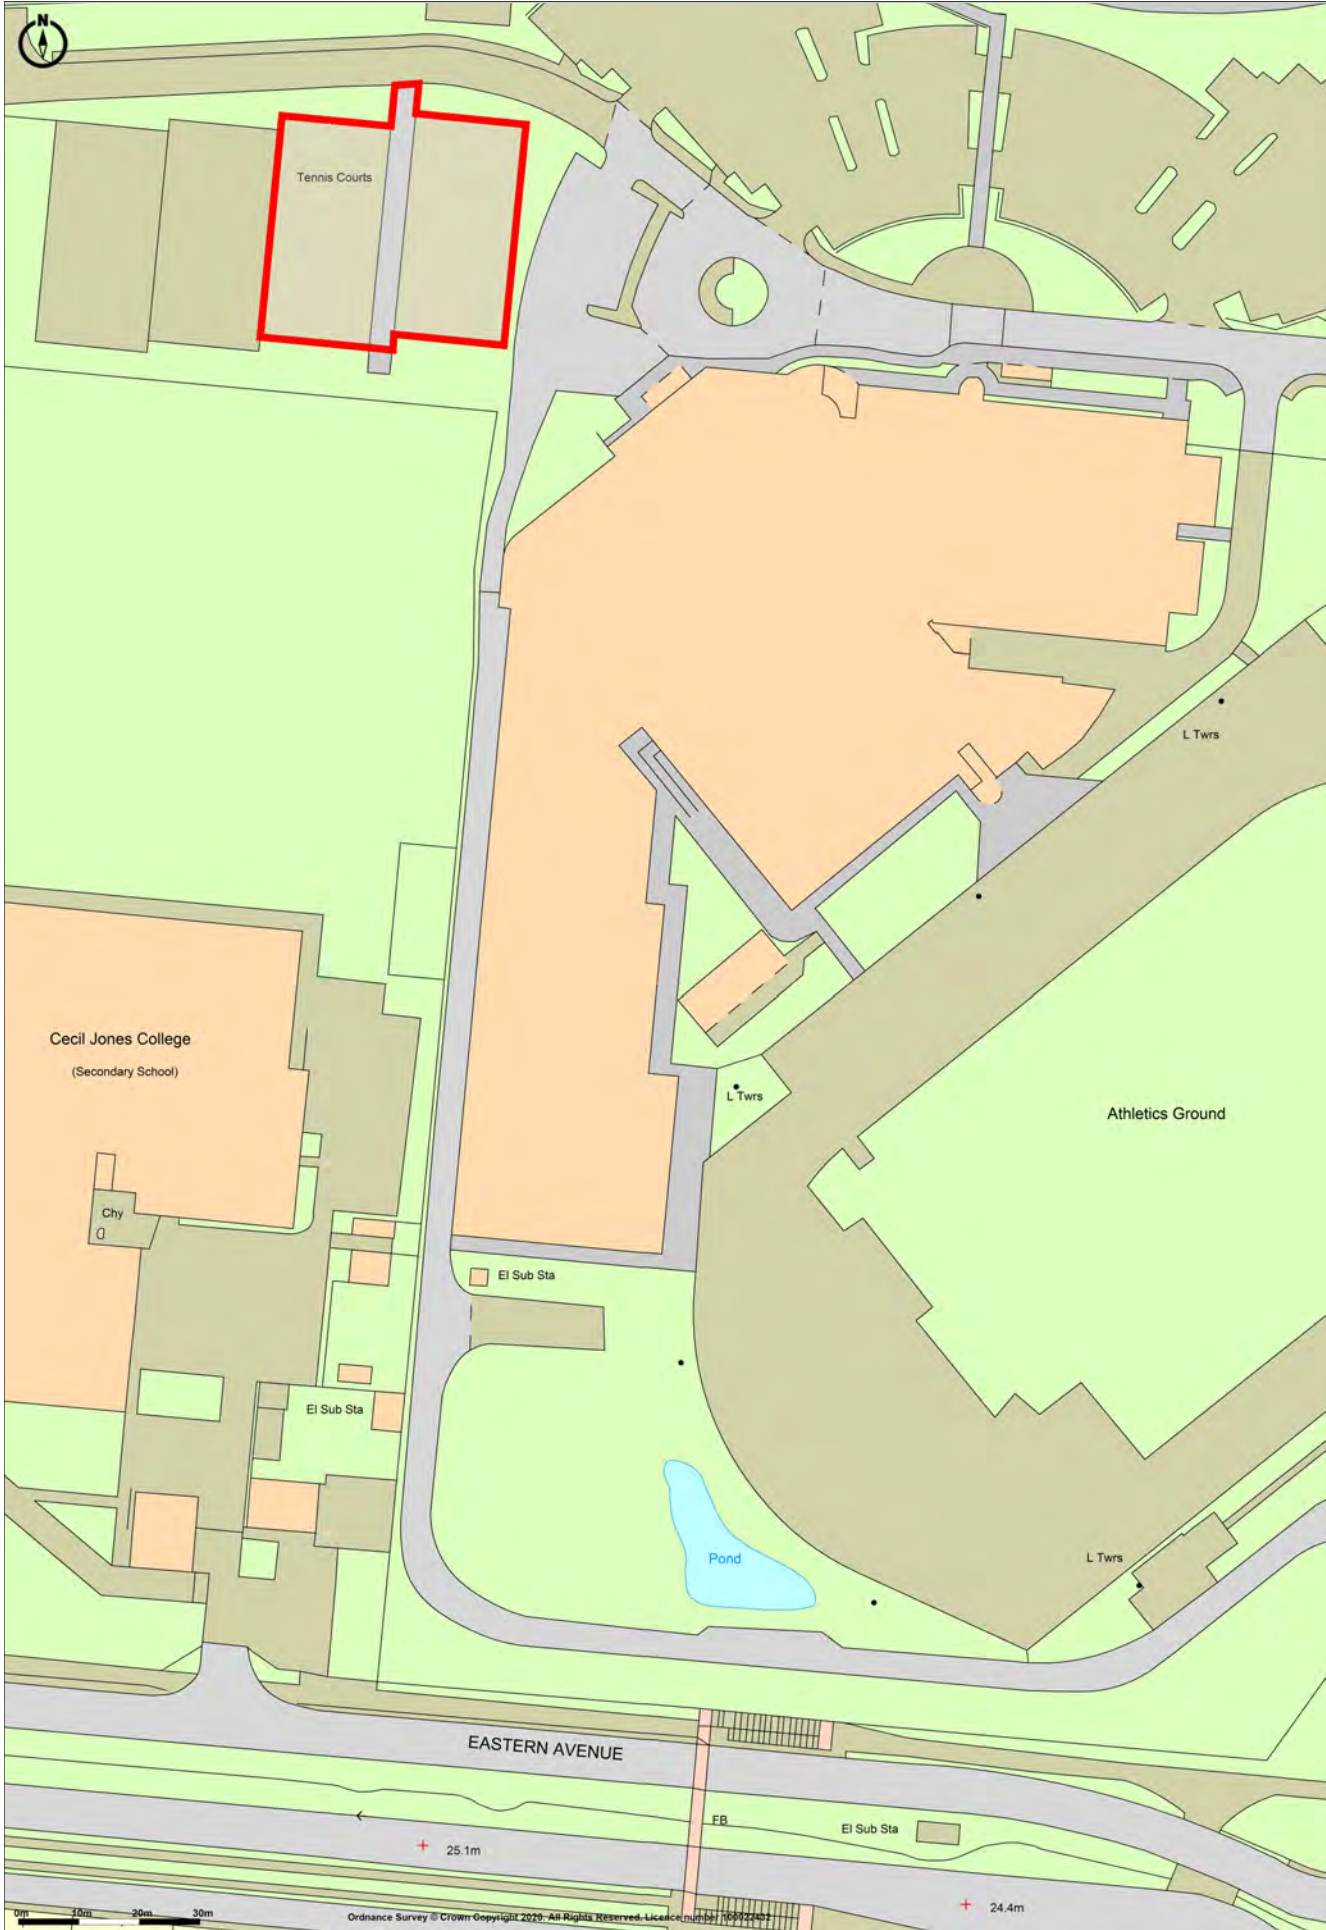 N
Tennis Courts
L Twrs
Cecil Jones College
(Secondary School)
L Twrs
Athletics Ground
Chy
El Sub Sta
El Sub Sta
Pond
L Twrs
EASTERN AVENUE
FB
El Sub Sta
25.1m
24.4m
0m 10m 20m 30m
Ordnance Survey © Crown Copyright 2020. All Rights Reserved. Licence number 100022432